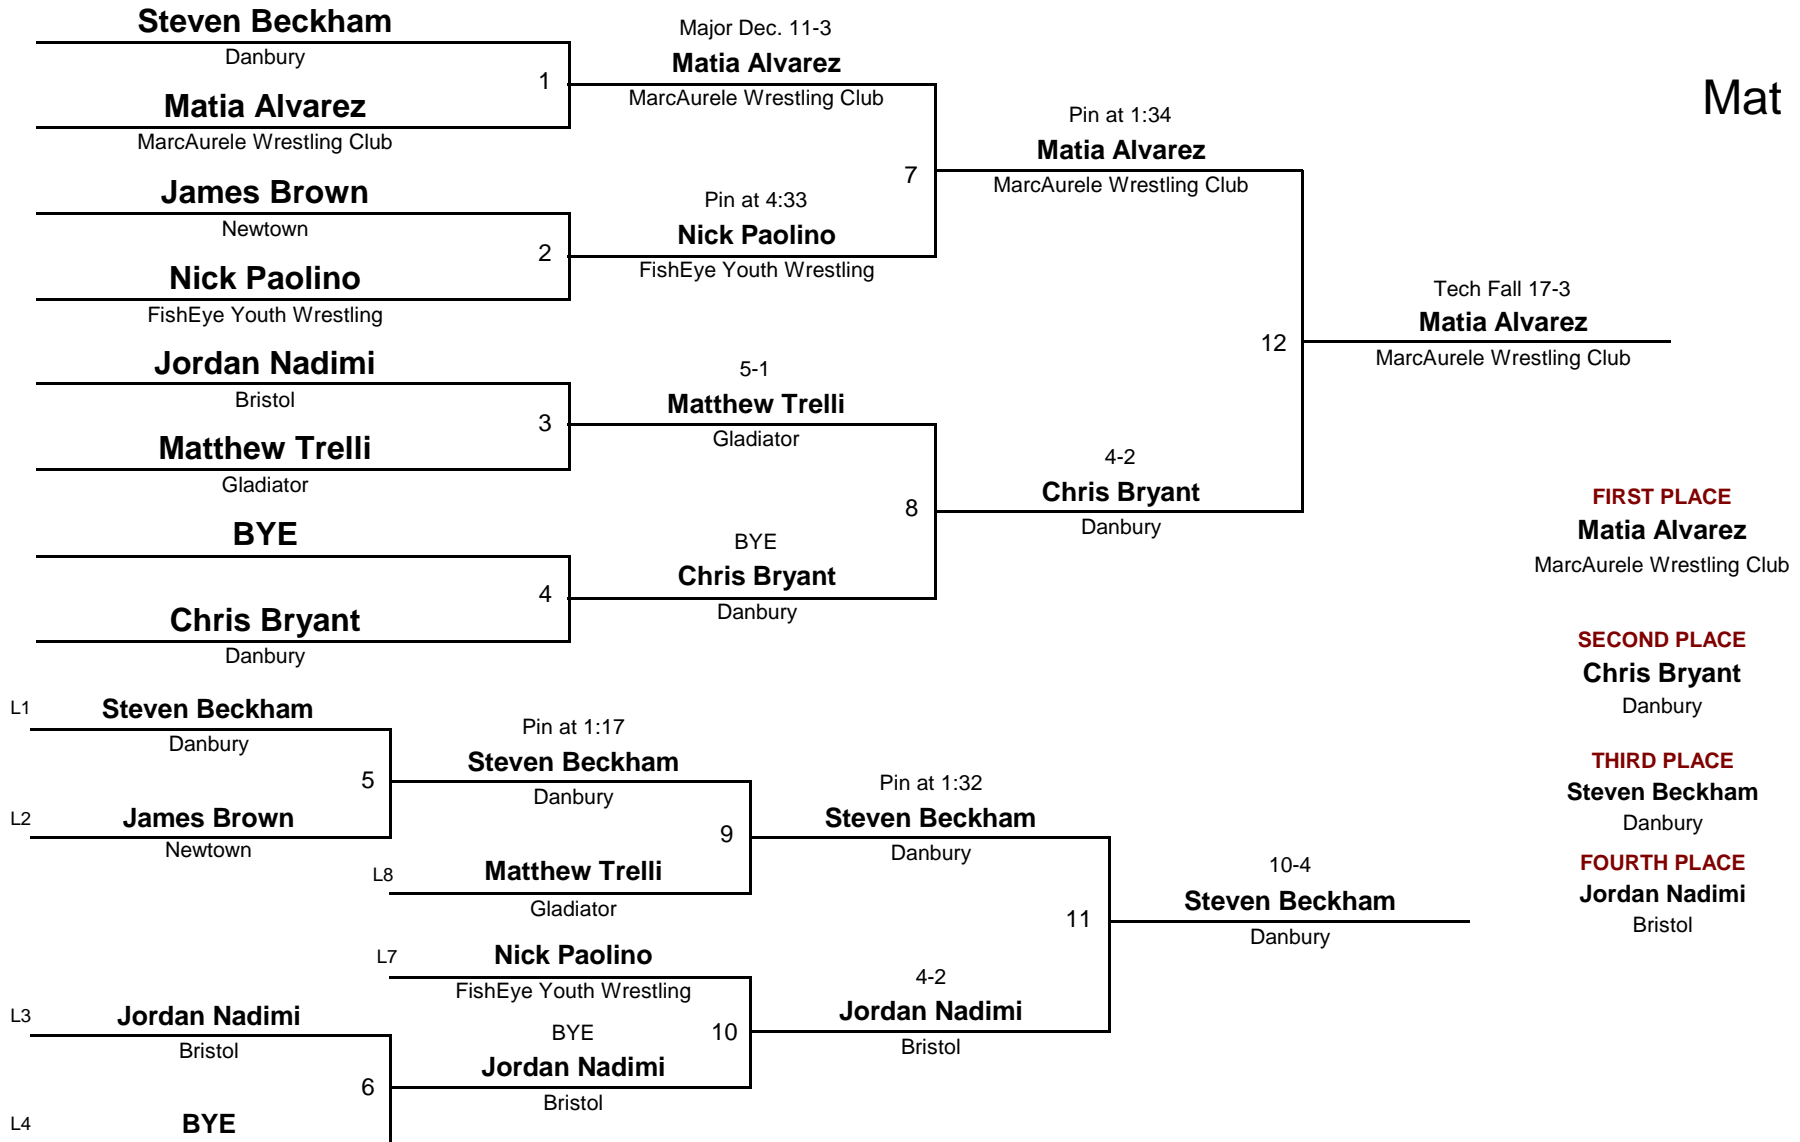 Steven Beckham
Danbury
1
Matia Alvarez
MarcAurele Wrestling Club
James Brown
Newtown
2
Nick Paolino
FishEye Youth Wrestling
Jordan Nadimi
Bristol
3
Matthew Trelli
Gladiator
BYE
4
Chris Bryant
Danbury
Major Dec. 11-3
Matia Alvarez
MarcAurele Wrestling Club
7
Pin at 4:33
Nick Paolino
FishEye Youth Wrestling
5-1
Matthew Trelli
Gladiator
8
BYE
Chris Bryant
Danbury
Pin at 1:34
Matia Alvarez
MarcAurele Wrestling Club
12
4-2
Chris Bryant
Danbury
Tech Fall 17-3
Matia Alvarez
MarcAurele Wrestling Club
Mat
FIRST PLACE
Matia Alvarez
MarcAurele Wrestling Club
SECOND PLACE
Chris Bryant
Danbury
THIRD PLACE
Steven Beckham
Danbury
FOURTH PLACE
Jordan Nadimi
Bristol
L1
Steven Beckham
Danbury
5
L2
James Brown
Newtown
Pin at 1:17
Steven Beckham
Danbury
9
L8
Matthew Trelli
Gladiator
L7
Nick Paolino
FishEye Youth Wrestling
10
L3
Jordan Nadimi
Bristol
6
L4
BYE
BYE
Jordan Nadimi
Bristol
Pin at 1:32
Steven Beckham
Danbury
11
4-2
Jordan Nadimi
Bristol
10-4
Steven Beckham
Danbury